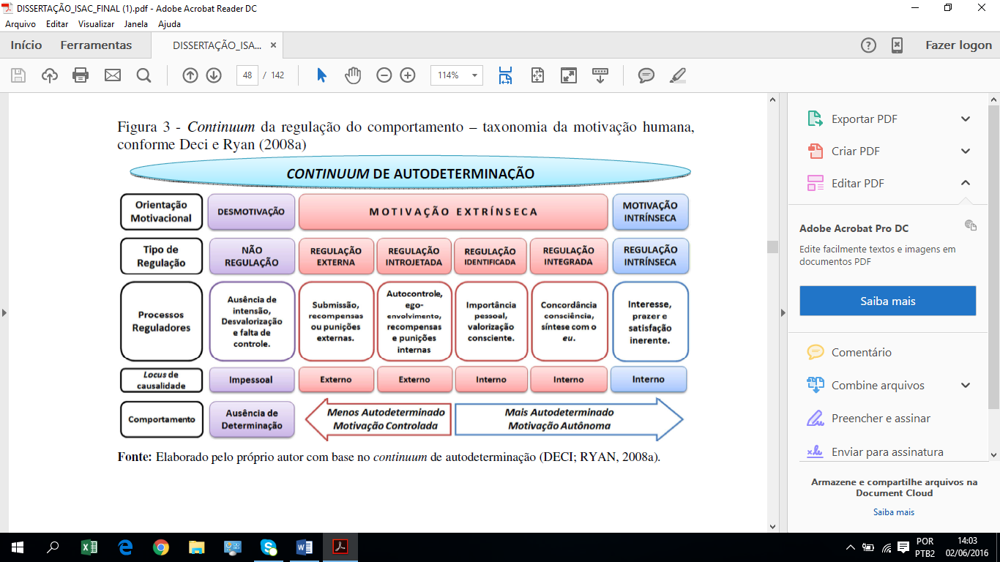 DISSERTAÇÃO_ISAC_FINAL (1).pdf - Adobe Acrobat Reader DC
Arquivo Editar Visualizar Janela Ajuda
Início Ferramentas DISSERTAÇÃO_ISA... × Fazer logon
48 / 142 114%
Figura 3 - Continuum da regulação do comportamento – taxonomia da motivação humana,
conforme Deci e Ryan (2008a)
CONTINUUM DE AUTODETERMINAÇÃO
Orientação
Motivacional
DESMOTIVAÇÃO
MOTIVAÇÃO EXTRÍNSECA
MOTIVAÇÃO
INTRÍNSECA
Tipo de
Regulação
NÃO
REGULAÇÃO
REGULAÇÃO
EXTERNA
REGULAÇÃO
INTROJETADA
REGULAÇÃO
IDENTIFICADA
REGULAÇÃO
INTEGRADA
REGULAÇÃO
INTRÍNSECA
Processos
Reguladores
Ausência de
intensão,
Desvalorização
e falta de
controle.
Submissão,
recompensas
ou punições
externas.
Autocontrole,
ego-
envolvimento,
recompensas
e punições
internas
Importância
pessoal,
valorização
consciente.
Concordância
consciência,
síntese com o
eu.
Interesse,
prazer e
satisfação
inerente.
Locus de
causalidade
Impessoal
Externo
Externo
Interno
Interno
Interno
Comportamento
Ausência de
Determinação
Menos Autodeterminado
Motivação Controlada
Mais Autodeterminado
Motivação Autônoma
Fonte: Elaborado pelo próprio autor com base no continuum de autodeterminação (DECI; RYAN, 2008a).
Exportar PDF
Criar PDF
Editar PDF
Adobe Acrobat Pro DC
Edite facilmente textos e imagens em
documentos PDF
Saiba mais
Comentário
Combine arquivos
Preencher e assinar
Enviar para assinatura
Armazene e compartilhe arquivos na
Document Cloud
Saiba mais
POR
PTB2
14:03
02/06/2016